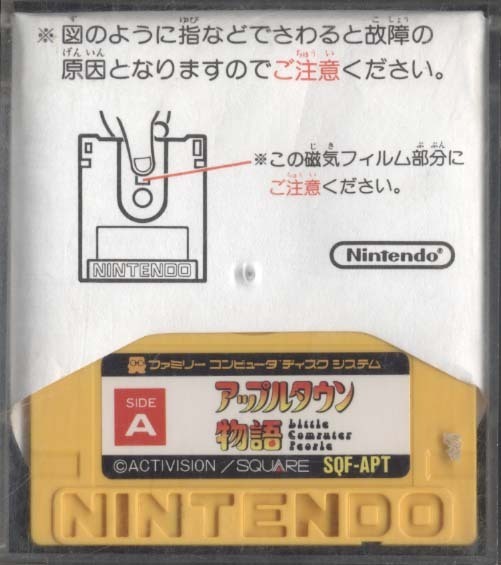 ※図のように指などでさわると故障の
原因となりますのでご注意ください。
※この磁気フィルム部分に
ご注意ください。
NINTENDO
Nintendo®
ファミリー コンピュータ ディスク システム
SIDE
A
アップルタウン
物語
Little
Computer
People
©ACTIVISION / SQUARE SQF-APT
NINTENDO